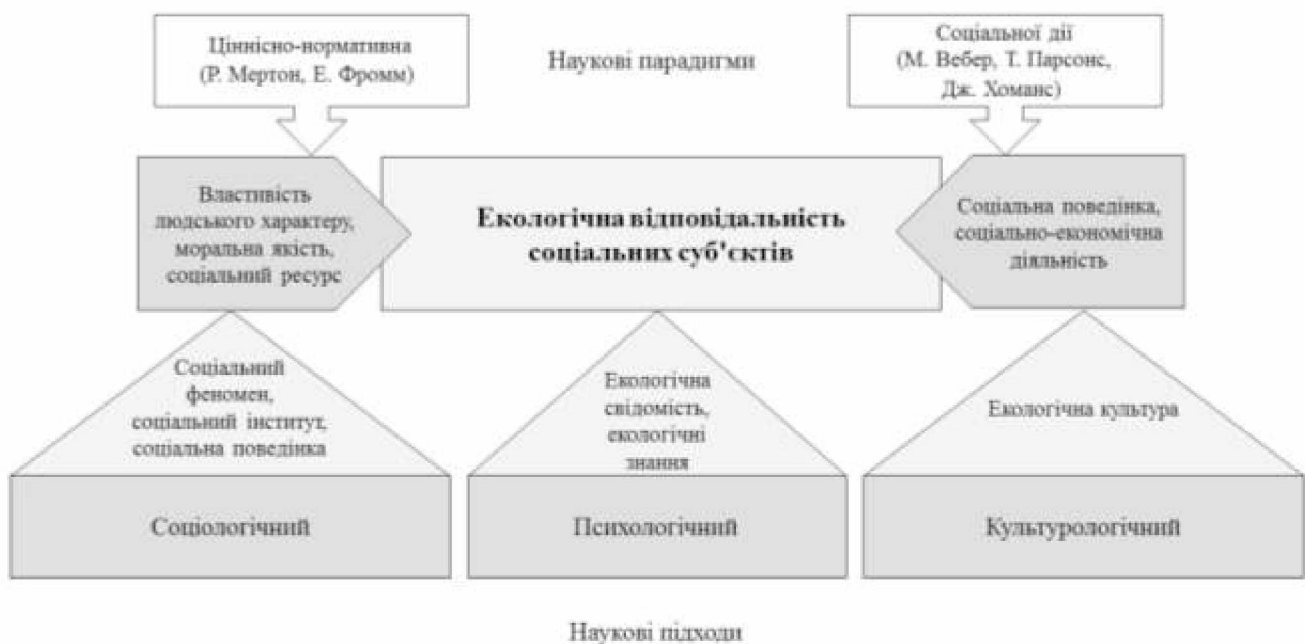 Ціннісно-нормативна
(Р. Мертон, Е. Фромм)
Наукові парадигми
Соціальної дії
(М. Вебер, Т. Парсонс,
Дж. Хоманс)
Властивість
людського характеру,
моральна якість,
соціальний ресурс
Екологічна відповідальність
соціальних суб'єктів
Соціальна поведінка,
соціально-економічна
діяльність
Соціальний
феномен,
соціальний інститут,
соціальна поведінка
Екологічна
свідомість,
екологічні
знання
Екологічна культура
Соціологічний
Психологічний
Культурологічний
Наукові підходи